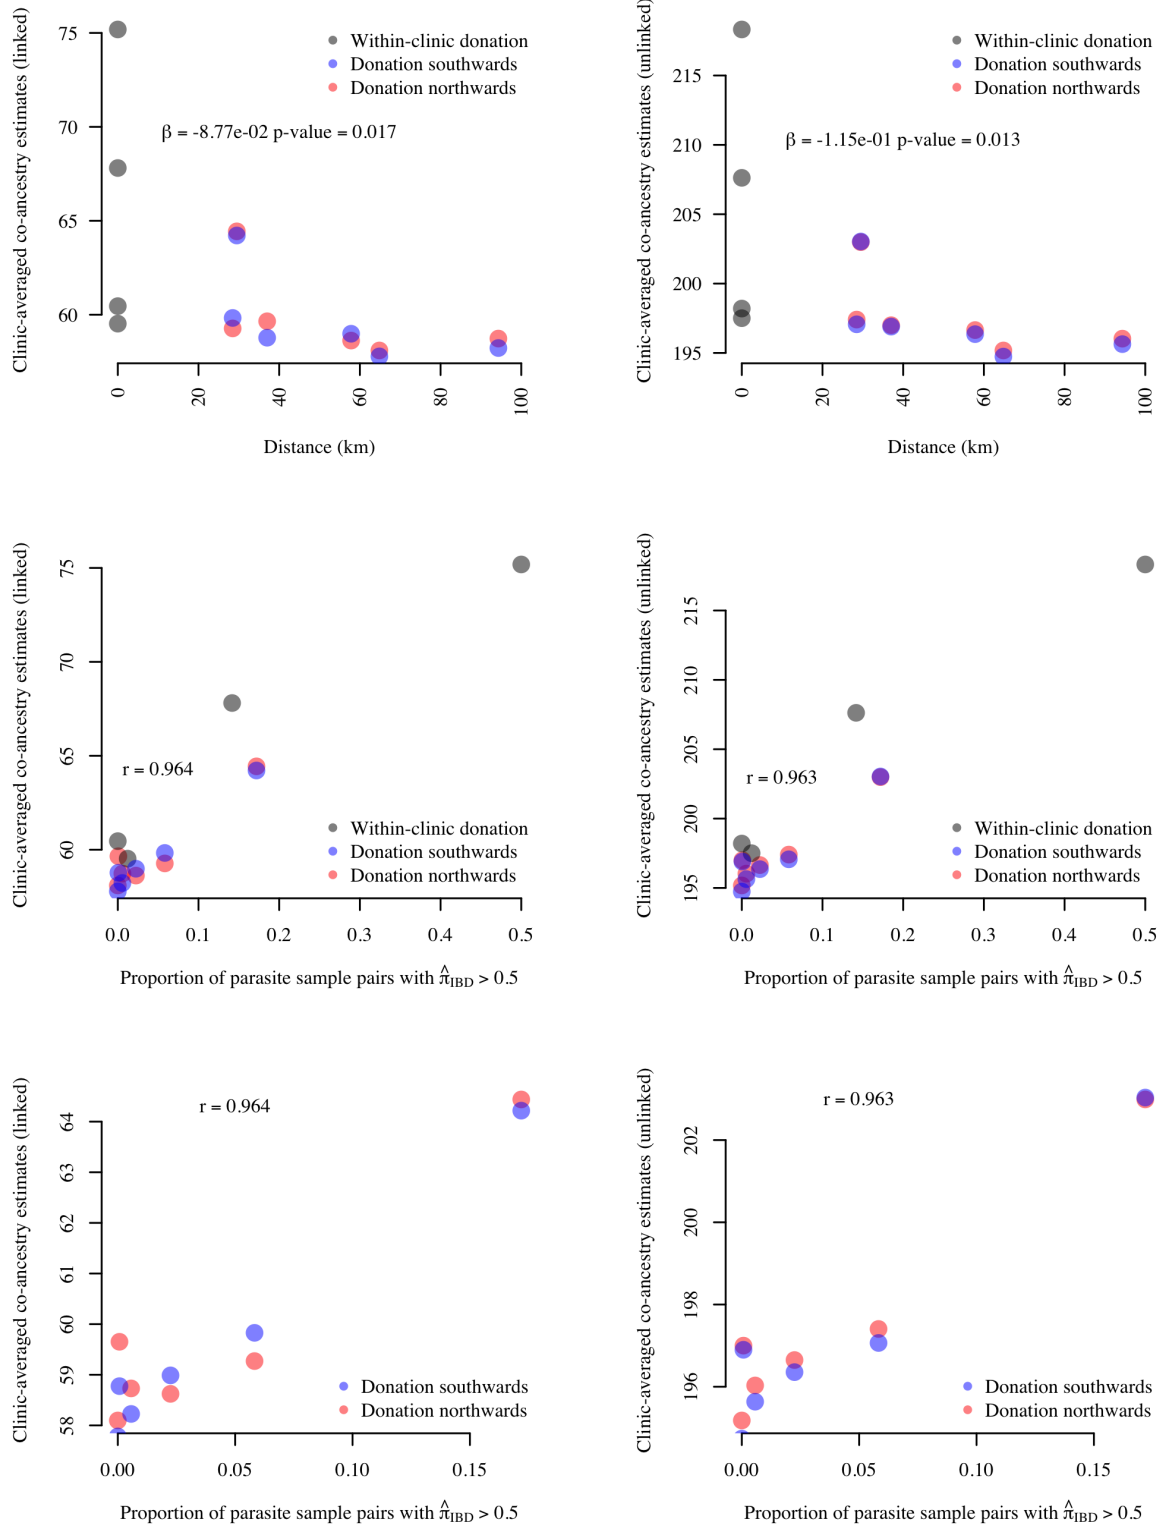 Clinic-averaged co-ancestry estimates (linked)
75
70
65
60
Within-clinic donation
Donation southwards
Donation northwards
β = -8.77e-02 p-value = 0.017
0
20
40
60
80
100
Distance (km)
Clinic-averaged co-ancestry estimates (unlinked)
215
210
205
200
195
Within-clinic donation
Donation southwards
Donation northwards
β = -1.15e-01 p-value = 0.013
0
20
40
60
80
100
Distance (km)
Clinic-averaged co-ancestry estimates (linked)
75
70
65
60
r = 0.964
Within-clinic donation
Donation southwards
Donation northwards
0.0
0.1
0.2
0.3
0.4
0.5
Proportion of parasite sample pairs with π̂IBD > 0.5
Clinic-averaged co-ancestry estimates (unlinked)
215
210
205
200
195
r = 0.963
Within-clinic donation
Donation southwards
Donation northwards
0.0
0.1
0.2
0.3
0.4
0.5
Proportion of parasite sample pairs with π̂IBD > 0.5
Clinic-averaged co-ancestry estimates (linked)
64
63
62
61
60
59
58
r = 0.964
Donation southwards
Donation northwards
0.00
0.05
0.10
0.15
Proportion of parasite sample pairs with π̂IBD > 0.5
Clinic-averaged co-ancestry estimates (unlinked)
202
200
198
196
r = 0.963
Donation southwards
Donation northwards
0.00
0.05
0.10
0.15
Proportion of parasite sample pairs with π̂IBD > 0.5